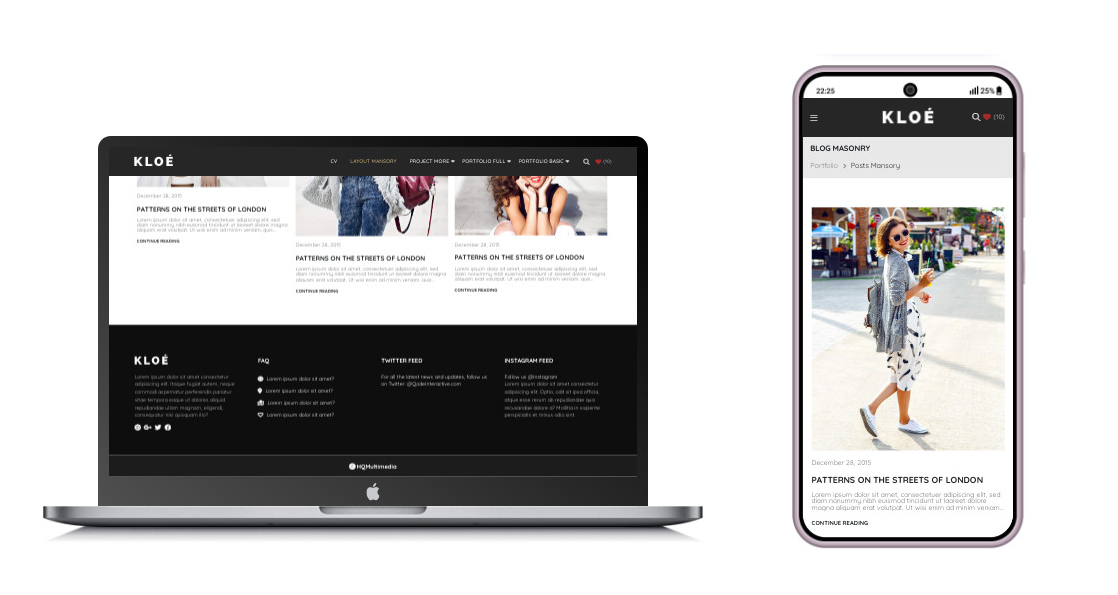 KLOÉ
CV LAYOUT MANSORY PROJECT MORE PORTFOLIO FULL PORTFOLIO BASIC (10)
December 28, 2015
PATTERNS ON THE STREETS OF LONDON
Lorem ipsum dolor sit amet, consectetuer adipiscing elit, sed
diam nonummy nibh euismod tincidunt ut laoreet dolore magna
aliquam erat volutpat. Ut wisi enim ad minim veniam, quis...
CONTINUE READING
December 28, 2015
PATTERNS ON THE STREETS OF LONDON
Lorem ipsum dolor sit amet, consectetuer adipiscing elit, sed
diam nonummy nibh euismod tincidunt ut laoreet dolore magna
aliquam erat volutpat. Ut wisi enim ad minim veniam, quis...
CONTINUE READING
December 28, 2015
PATTERNS ON THE STREETS OF LONDON
Lorem ipsum dolor sit amet, consectetuer adipiscing elit, sed
diam nonummy nibh euismod tincidunt ut laoreet dolore magna
aliquam erat volutpat. Ut wisi enim ad minim veniam, quis...
CONTINUE READING
KLOÉ
Lorem ipsum dolor sit amet consectetur
adipisicing elit. Itaque fugiat autem, neque
commodi aspernatur perferendis pariatur
vitae tempora eaque ut dolores aliquid
repudiandae ullam magnam, eligendi,
consequatur nisi quisquam illo?
FAQ
Lorem ipsum dolor sit amet?
Lorem ipsum dolor sit amet?
Lorem ipsum dolor sit amet?
Lorem ipsum dolor sit amet?
TWITTER FEED
For all the latest news and updates, follow us
on Twitter: @QodeInteractive.com
INSTAGRAM FEED
Follow us @Instagram
Lorem ipsum dolor sit amet consectetur
adipisicing elit. Optio, odit sit ipsa officia,
atque esse rerum ab repudiandae quis
recusandae dolore a? Mollitia in sapiente
perspiciatis et minus odio sint.
HQMultimedia
22:25 25%
KLOÉ (10)
BLOG MASONRY
Portfolio > Posts Mansory
December 28, 2015
PATTERNS ON THE STREETS OF LONDON
Lorem ipsum dolor sit amet, consectetuer adipiscing elit, sed
diam nonummy nibh euismod tincidunt ut laoreet dolore
magna aliquam erat volutpat. Ut wisi enim ad minim veniam...
CONTINUE READING